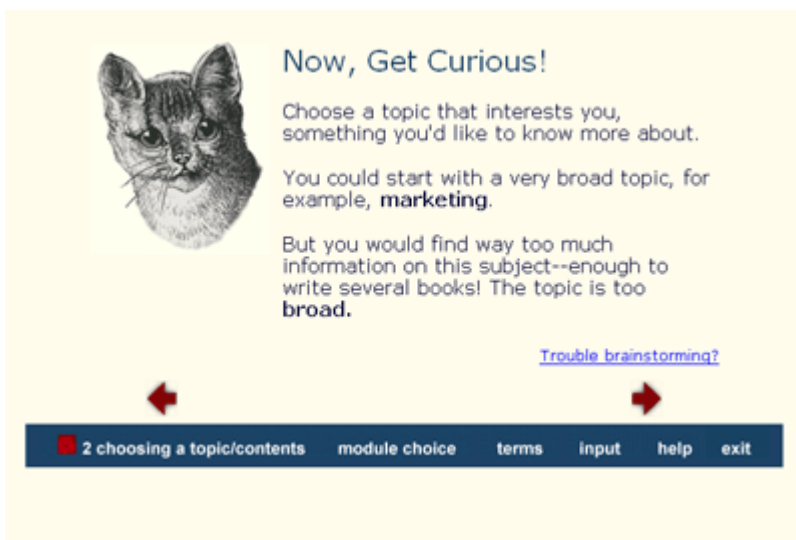 Now, Get Curious!
Choose a topic that interests you,
something you'd like to know more about.
You could start with a very broad topic, for
example, marketing.
But you would find way too much
information on this subject--enough to
write several books! The topic is too
broad.
Trouble brainstorming?
2 choosing a topic/contents module choice terms input help exit